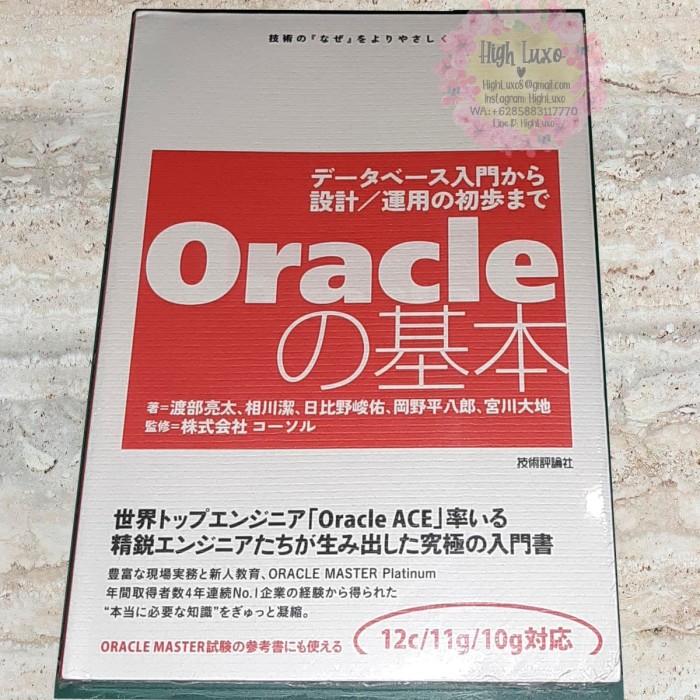 技術の『なぜ』をよりやさしく
High Luxo
HighLuxo8@gmail.com
Instagram: HighLuxo
WA:+6285883117770
Line ID: HighLuxo
データベース入門から
設計／運用の初歩まで
Oracle
の基本
著＝渡部亮太、相川潔、日比野峻佑、岡野平八郎、宮川大地
監修＝株式会社 コーソル
技術評論社
世界トップエンジニア「Oracle ACE」率いる
精鋭エンジニアたちが生み出した究極の入門書
豊富な現場実務と新人教育、ORACLE MASTER Platinum
年間取得者数4年連続No.1企業の経験から得られた
“本当に必要な知識”をぎゅっと凝縮。
ORACLE MASTER試験の参考書にも使える
12c/11g/10g対応